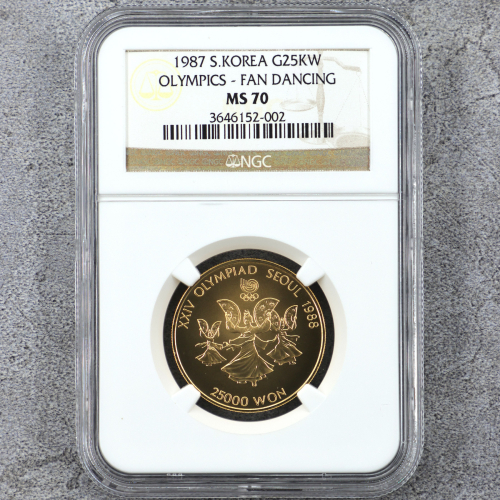 1987 S.KOREA G25KW
OLYMPICS - FAN DANCING
MS 70
3646152-002
NGC
XXIV OLYMPIAD SEOUL 1988
25000 WON